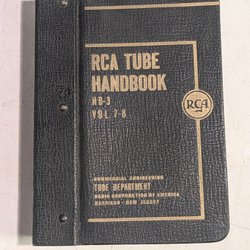 RCA TUBE
HANDBOOK
HB-3
VOL. 7-8
RCA
COMMERCIAL ENGINEERING
TUBE DEPARTMENT
RADIO CORPORATION OF AMERICA
HARRISON - NEW JERSEY